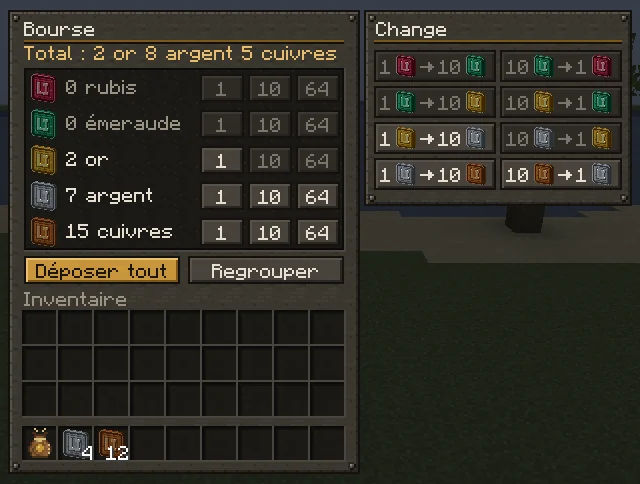 Bourse
Total : 2 or 8 argent 5 cuivres
0 rubis 1 10 64
0 émeraude 1 10 64
2 or 1 10 64
7 argent 1 10 64
15 cuivres 1 10 64
Déposer tout Regrouper
Inventaire
4 12
Change
1 →10 10 →1
1 →10 10 →1
1 →10 10 →1
1 →10 10 →1